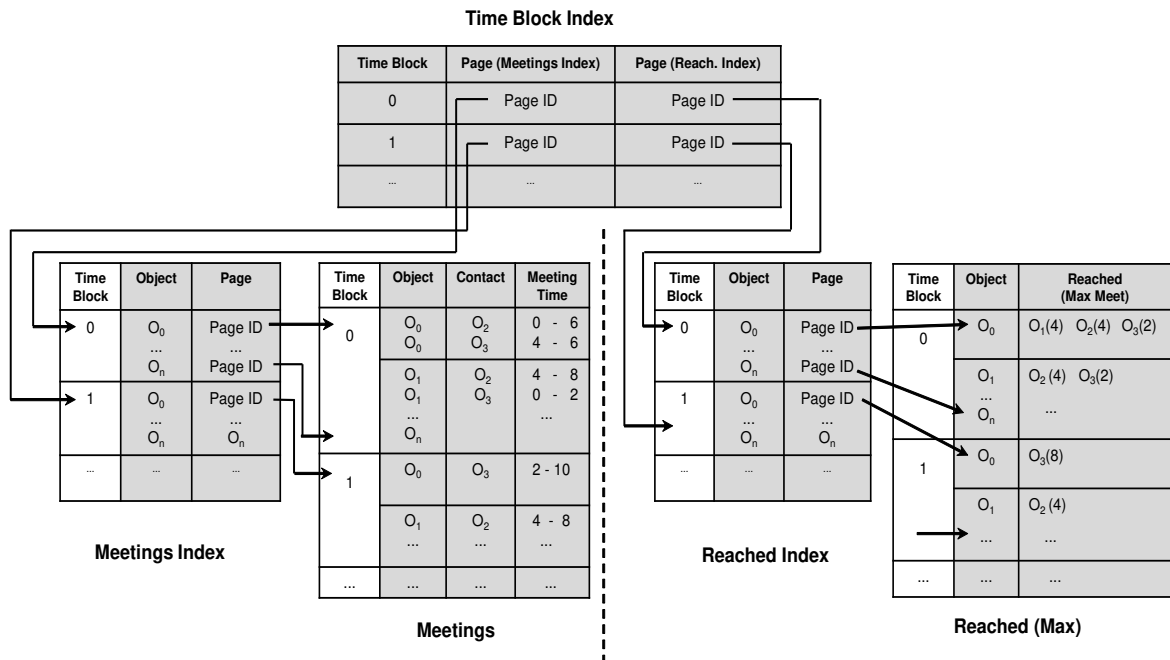 Time Block Index
Time Block Page (Meetings Index) Page (Reach. Index)
0 Page ID Page ID
1 Page ID Page ID
... ... ...
Time Block Object Page
0 O₀ Page ID
... ...
Oₙ Page ID
1 O₀ Page ID
... ...
Oₙ Oₙ
... ... ...
Meetings Index
Time Block Object Contact Meeting Time
0 O₀ O₂ 0 - 6
O₀ O₃ 4 - 6
O₁ O₂ 4 - 8
O₁ O₃ 0 - 2
... ...
Oₙ
1 O₀ O₃ 2 - 10
O₁ O₂ 4 - 8
... ... ...
... ... ... ...
Meetings
Time Block Object Page
0 O₀ Page ID
... ...
Oₙ Page ID
1 O₀ Page ID
... ...
Oₙ Oₙ
... ... ...
Reached Index
Time Block Object Reached (Max Meet)
0 O₀ O₁(4) O₂(4) O₃(2)
O₁ O₂(4) O₃(2)
... ...
Oₙ
1 O₀ O₃(8)
O₁ O₂(4)
... ...
... ... ...
Reached (Max)